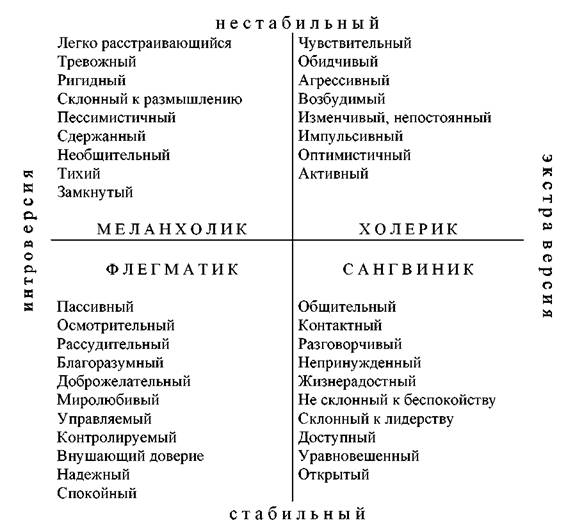 нестабильный
Легко расстраивающийся
Тревожный
Ригидный
Склонный к размышлению
Пессимистичный
Сдержанный
Необщительный
Тихий
Замкнутый
Чувствительный
Обидчивый
Агрессивный
Возбудимый
Изменчивый, непостоянный
Импульсивный
Оптимистичный
Активный
интроверсия
МЕЛАНХОЛИК
ХОЛЕРИК
экстраверсия
ФЛЕГМАТИК
САНГВИНИК
Пассивный
Осмотрительный
Рассудительный
Благоразумный
Доброжелательный
Миролюбивый
Управляемый
Контролируемый
Внушающий доверие
Надежный
Спокойный
Общительный
Контактный
Разговорчивый
Непринужденный
Жизнерадостный
Не склонный к беспокойству
Склонный к лидерству
Доступный
Уравновешенный
Открытый
стабильный